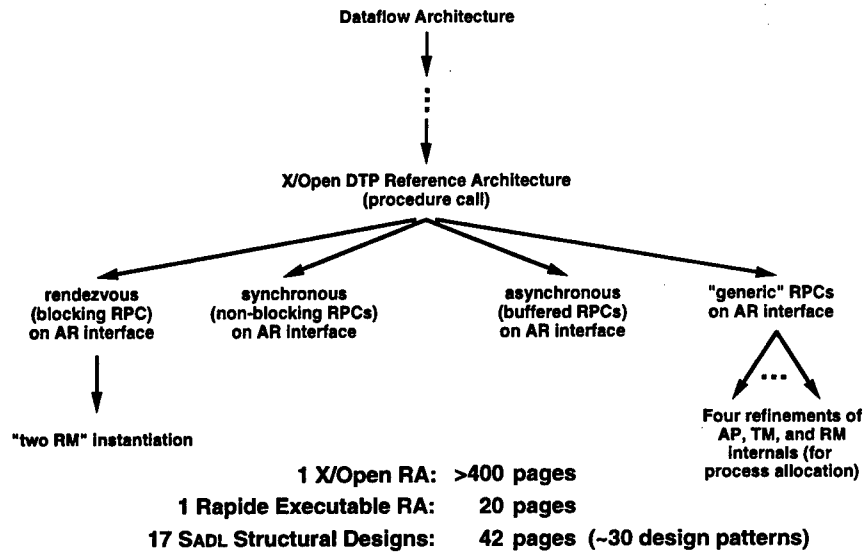 Dataflow Architecture
X/Open DTP Reference Architecture
(procedure call)
rendezvous
(blocking RPC)
on AR interface
synchronous
(non-blocking RPCs)
on AR interface
asynchronous
(buffered RPCs)
on AR interface
"generic" RPCs
on AR interface
"two RM" instantiation
...
Four refinements of
AP, TM, and RM
internals (for
process allocation)
1 X/Open RA: >400 pages
1 Rapide Executable RA: 20 pages
17 SADL Structural Designs: 42 pages (~30 design patterns)